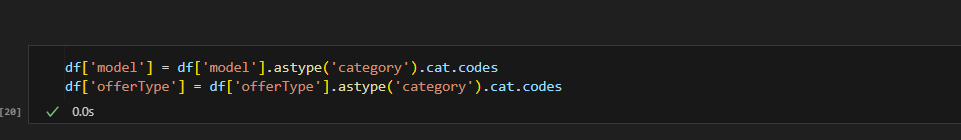 df['model'] = df['model'].astype('category').cat.codes
df['offerType'] = df['offerType'].astype('category').cat.codes
[20]
0.0s